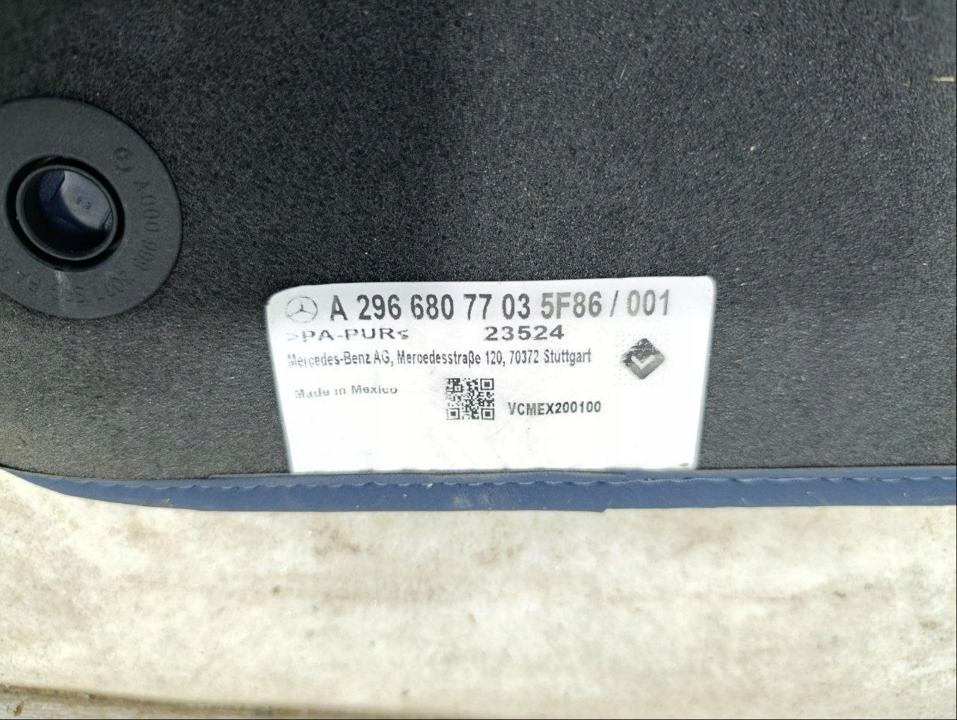 A 296 680 77 03 5F86 / 001
>PA-PUR< 23524
Mercedes-Benz AG, Mercedesstraße 120, 70372 Stuttgart
Made in Mexico
VCMEX200100
A000